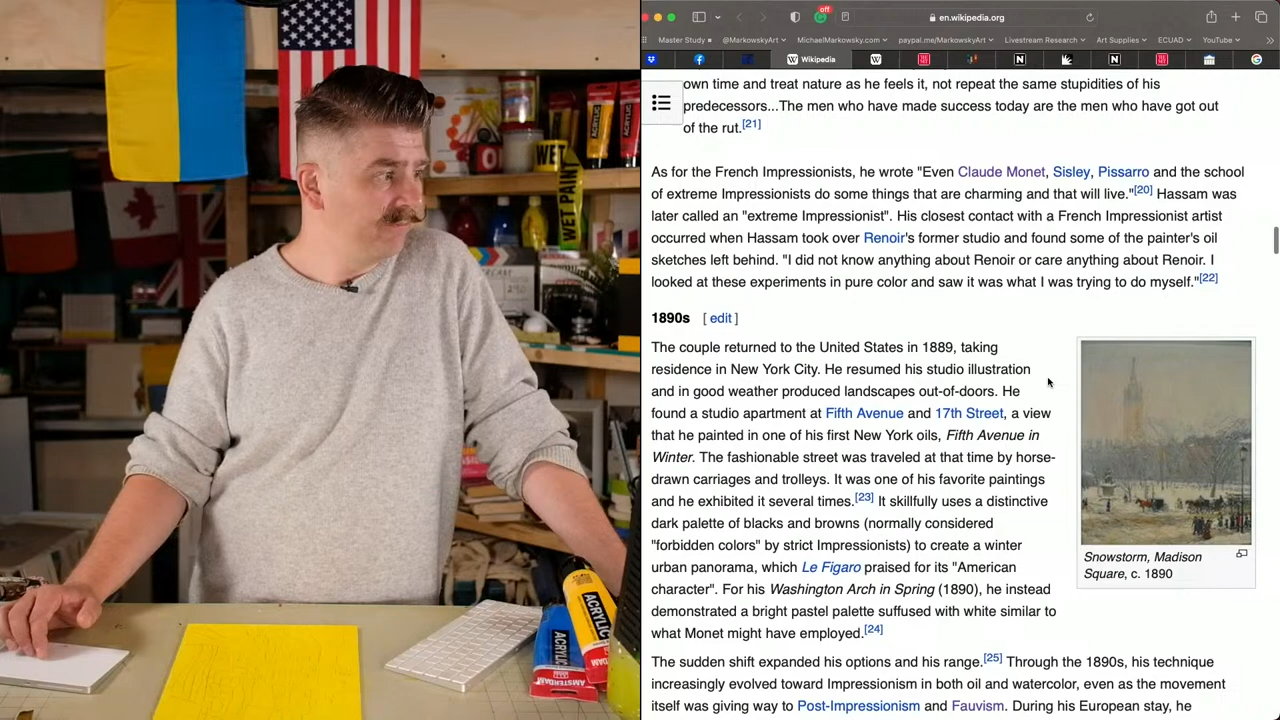 WET
WET PAINT
ACRYLIC
ACRYLIC
ACRYLIC
AMSTERDAM
off
en.wikipedia.org
Master Study
@MarkowskyArt
MichaelMarkowsky.com
paypal.me/MarkowskyArt
Livestream Research
Art Supplies
ECUAD
YouTube
Wikipedia
own time and treat nature as he feels it, not repeat the same stupidities of his
predecessors...The men who have made success today are the men who have got out
of the rut.[21]
As for the French Impressionists, he wrote "Even Claude Monet, Sisley, Pissarro and the school
of extreme Impressionists do some things that are charming and that will live."[20] Hassam was
later called an "extreme Impressionist". His closest contact with a French Impressionist artist
occurred when Hassam took over Renoir's former studio and found some of the painter's oil
sketches left behind. "I did not know anything about Renoir or care anything about Renoir. I
looked at these experiments in pure color and saw it was what I was trying to do myself."[22]
1890s [ edit ]
The couple returned to the United States in 1889, taking
residence in New York City. He resumed his studio illustration
and in good weather produced landscapes out-of-doors. He
found a studio apartment at Fifth Avenue and 17th Street, a view
that he painted in one of his first New York oils, Fifth Avenue in
Winter. The fashionable street was traveled at that time by horse-
drawn carriages and trolleys. It was one of his favorite paintings
and he exhibited it several times.[23] It skillfully uses a distinctive
dark palette of blacks and browns (normally considered
"forbidden colors" by strict Impressionists) to create a winter
urban panorama, which Le Figaro praised for its "American
character". For his Washington Arch in Spring (1890), he instead
demonstrated a bright pastel palette suffused with white similar to
what Monet might have employed.[24]
Snowstorm, Madison
Square, c. 1890
The sudden shift expanded his options and his range.[25] Through the 1890s, his technique
increasingly evolved toward Impressionism in both oil and watercolor, even as the movement
itself was giving way to Post-Impressionism and Fauvism. During his European stay, he